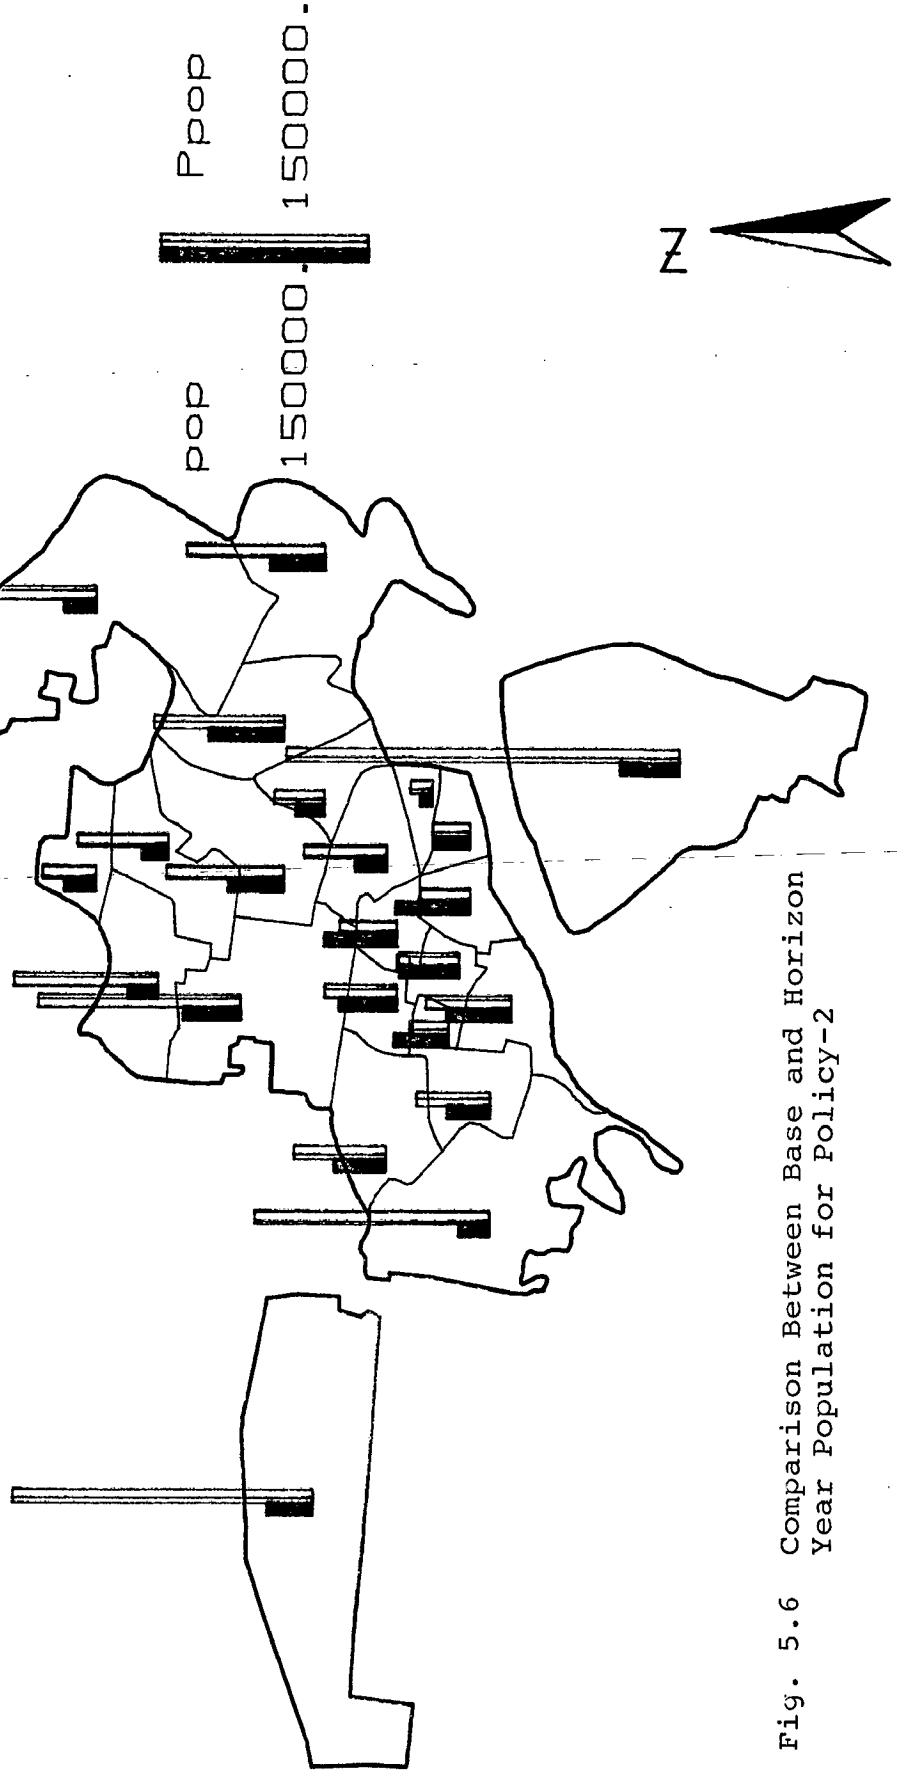 pop
Ppop
150000.
150000.
N
Fig. 5.6 Comparison Between Base and Horizon
Year Population for Policy-2